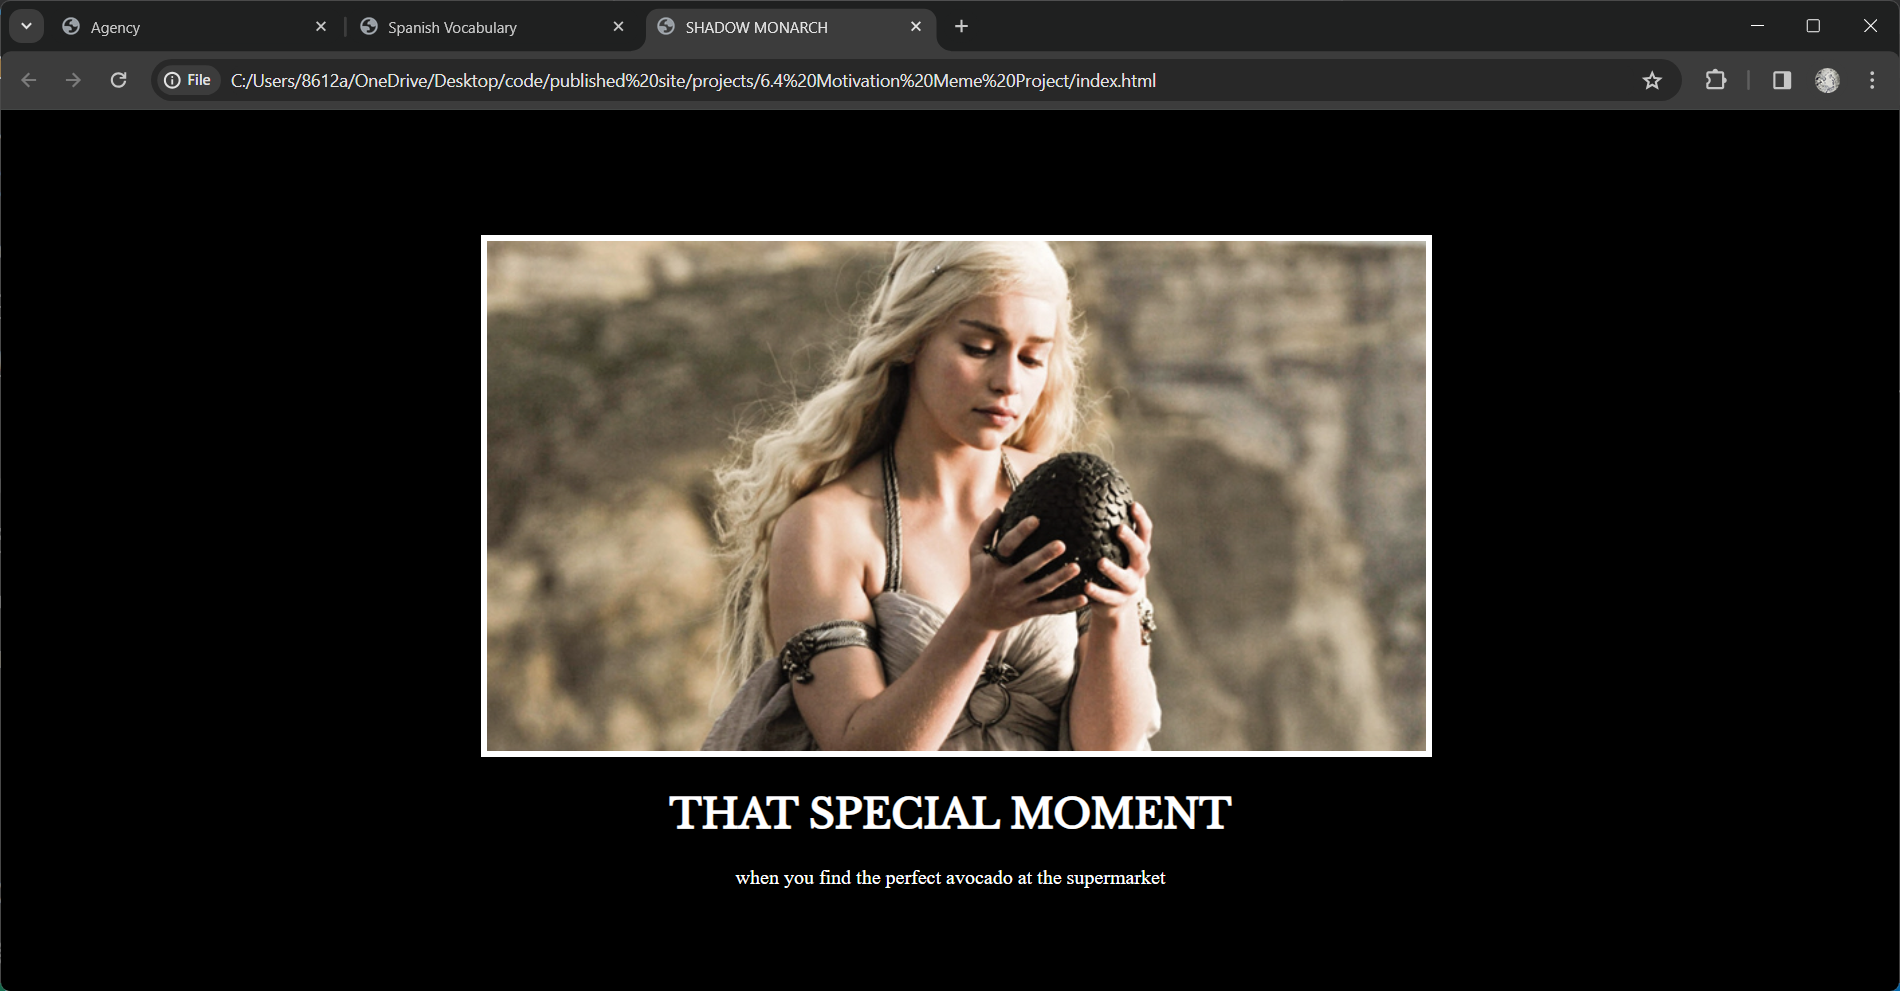 Agency
Spanish Vocabulary
SHADOW MONARCH
File
C:/Users/8612a/OneDrive/Desktop/code/published%20site/projects/6.4%20Motivation%20Meme%20Project/index.html
THAT SPECIAL MOMENT
when you find the perfect avocado at the supermarket